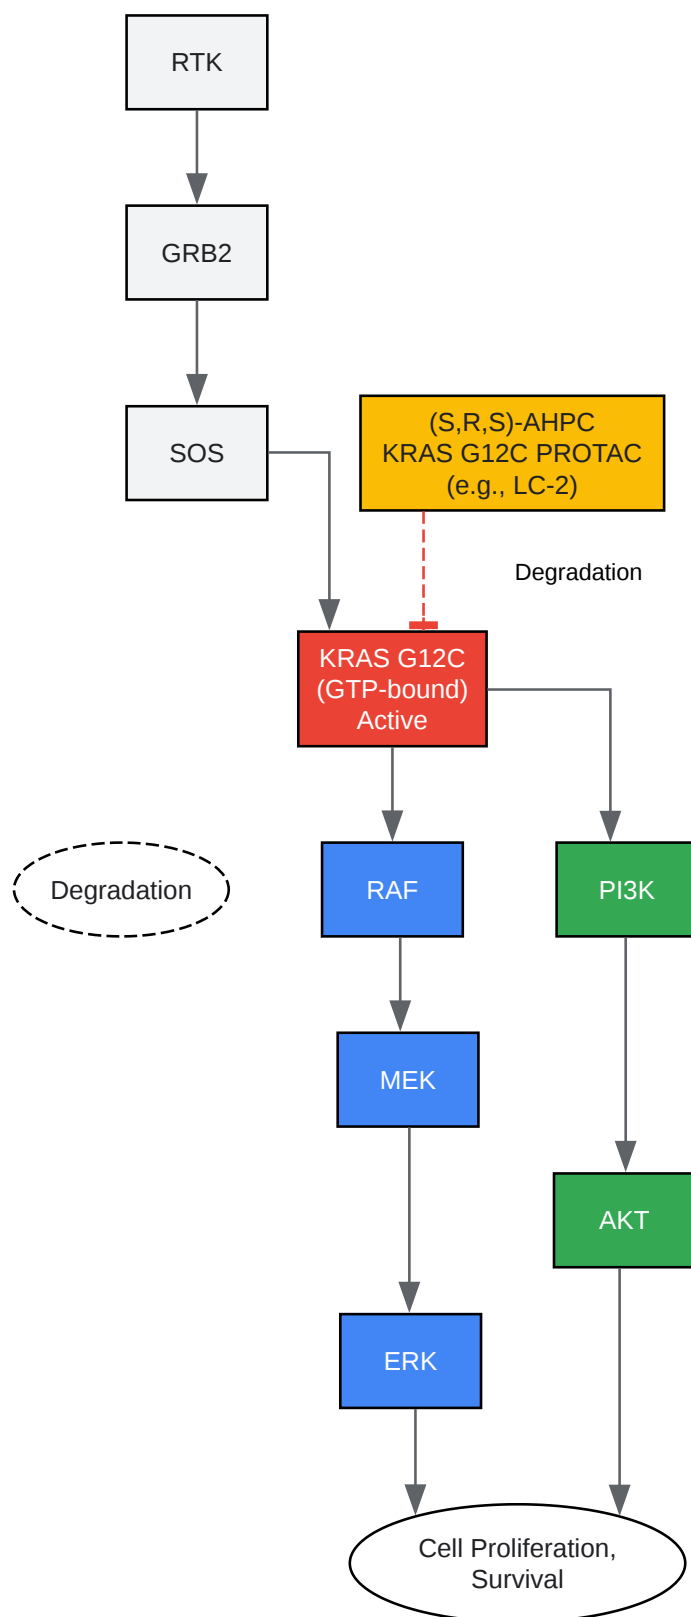 RTK
GRB2
SOS
(S,R,S)-AHPC
KRAS G12C PROTAC
(e.g., LC-2)
Degradation
KRAS G12C
(GTP-bound)
Active
Degradation
RAF
PI3K
MEK
AKT
ERK
Cell Proliferation,
Survival